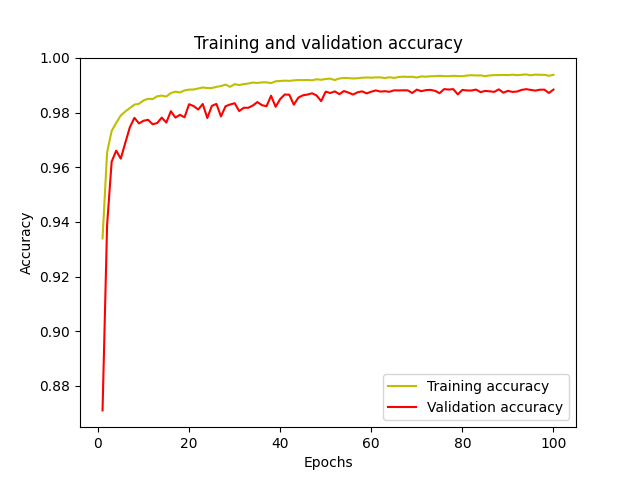 Training and validation accuracy
1.00
0.98
0.96
0.94
0.92
0.90
0.88
Accuracy
0 20 40 60 80 100
Epochs
Training accuracy
Validation accuracy